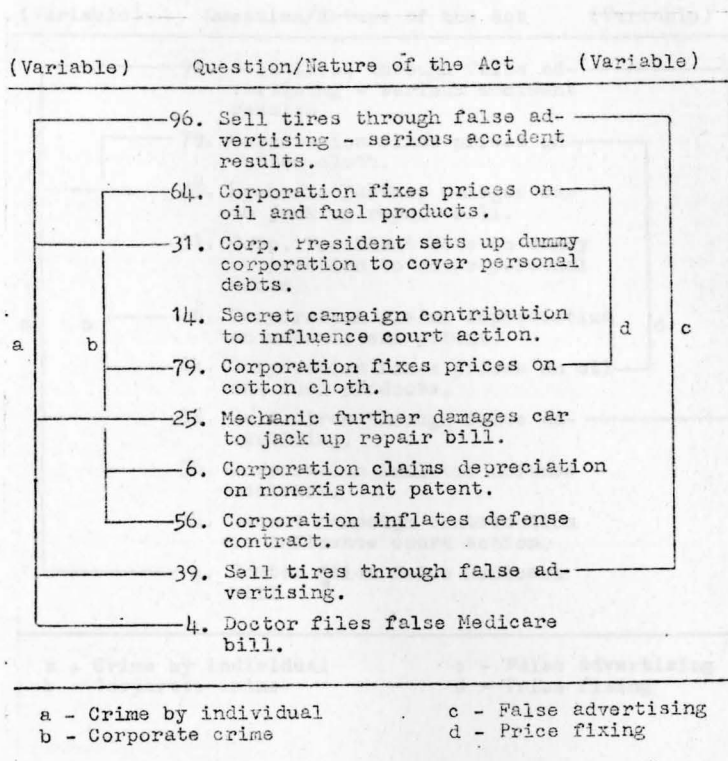 (Variable) Question/Nature of the Act (Variable)
96. Sell tires through false ad-
vertising serious accident
results.
64. Corporation fixes prices on
oil and fuel products.
31. Corp. President sets up dummy
corporation to cover personal
debts.
14. Secret campaign contribution
to influence court action.
a b d c
79. Corporation fixes prices on
cotton cloth.
25. Mechanic further damages car
to jack up repair bill.
6. Corporation claims depreciation
on nonexistant patent.
56. Corporation inflates defense
contract.
39. Sell tires through false ad-
vertising.
4. Doctor files false Medicare
bill.
a - Crime by individual c - False advertising
b - Corporate crime d - Price fixing